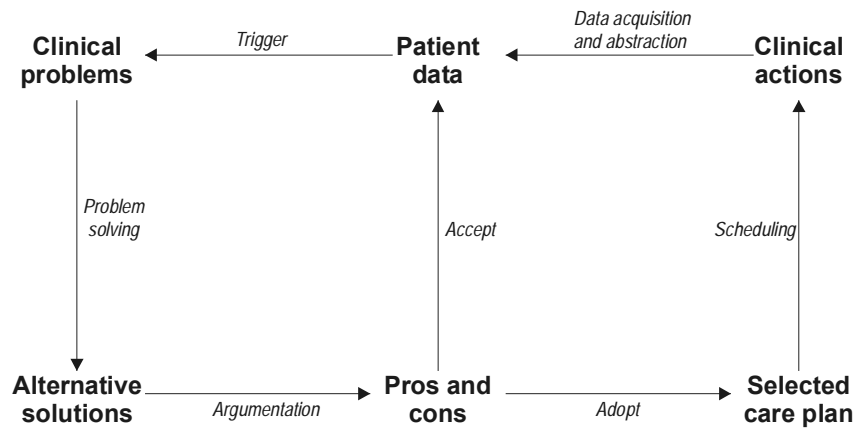 Clinical
problems
Trigger
Patient
data
Data acquisition
and abstraction
Clinical
actions
Problem
solving
Accept
Scheduling
Alternative
solutions
Argumentation
Pros and
cons
Adopt
Selected
care plan